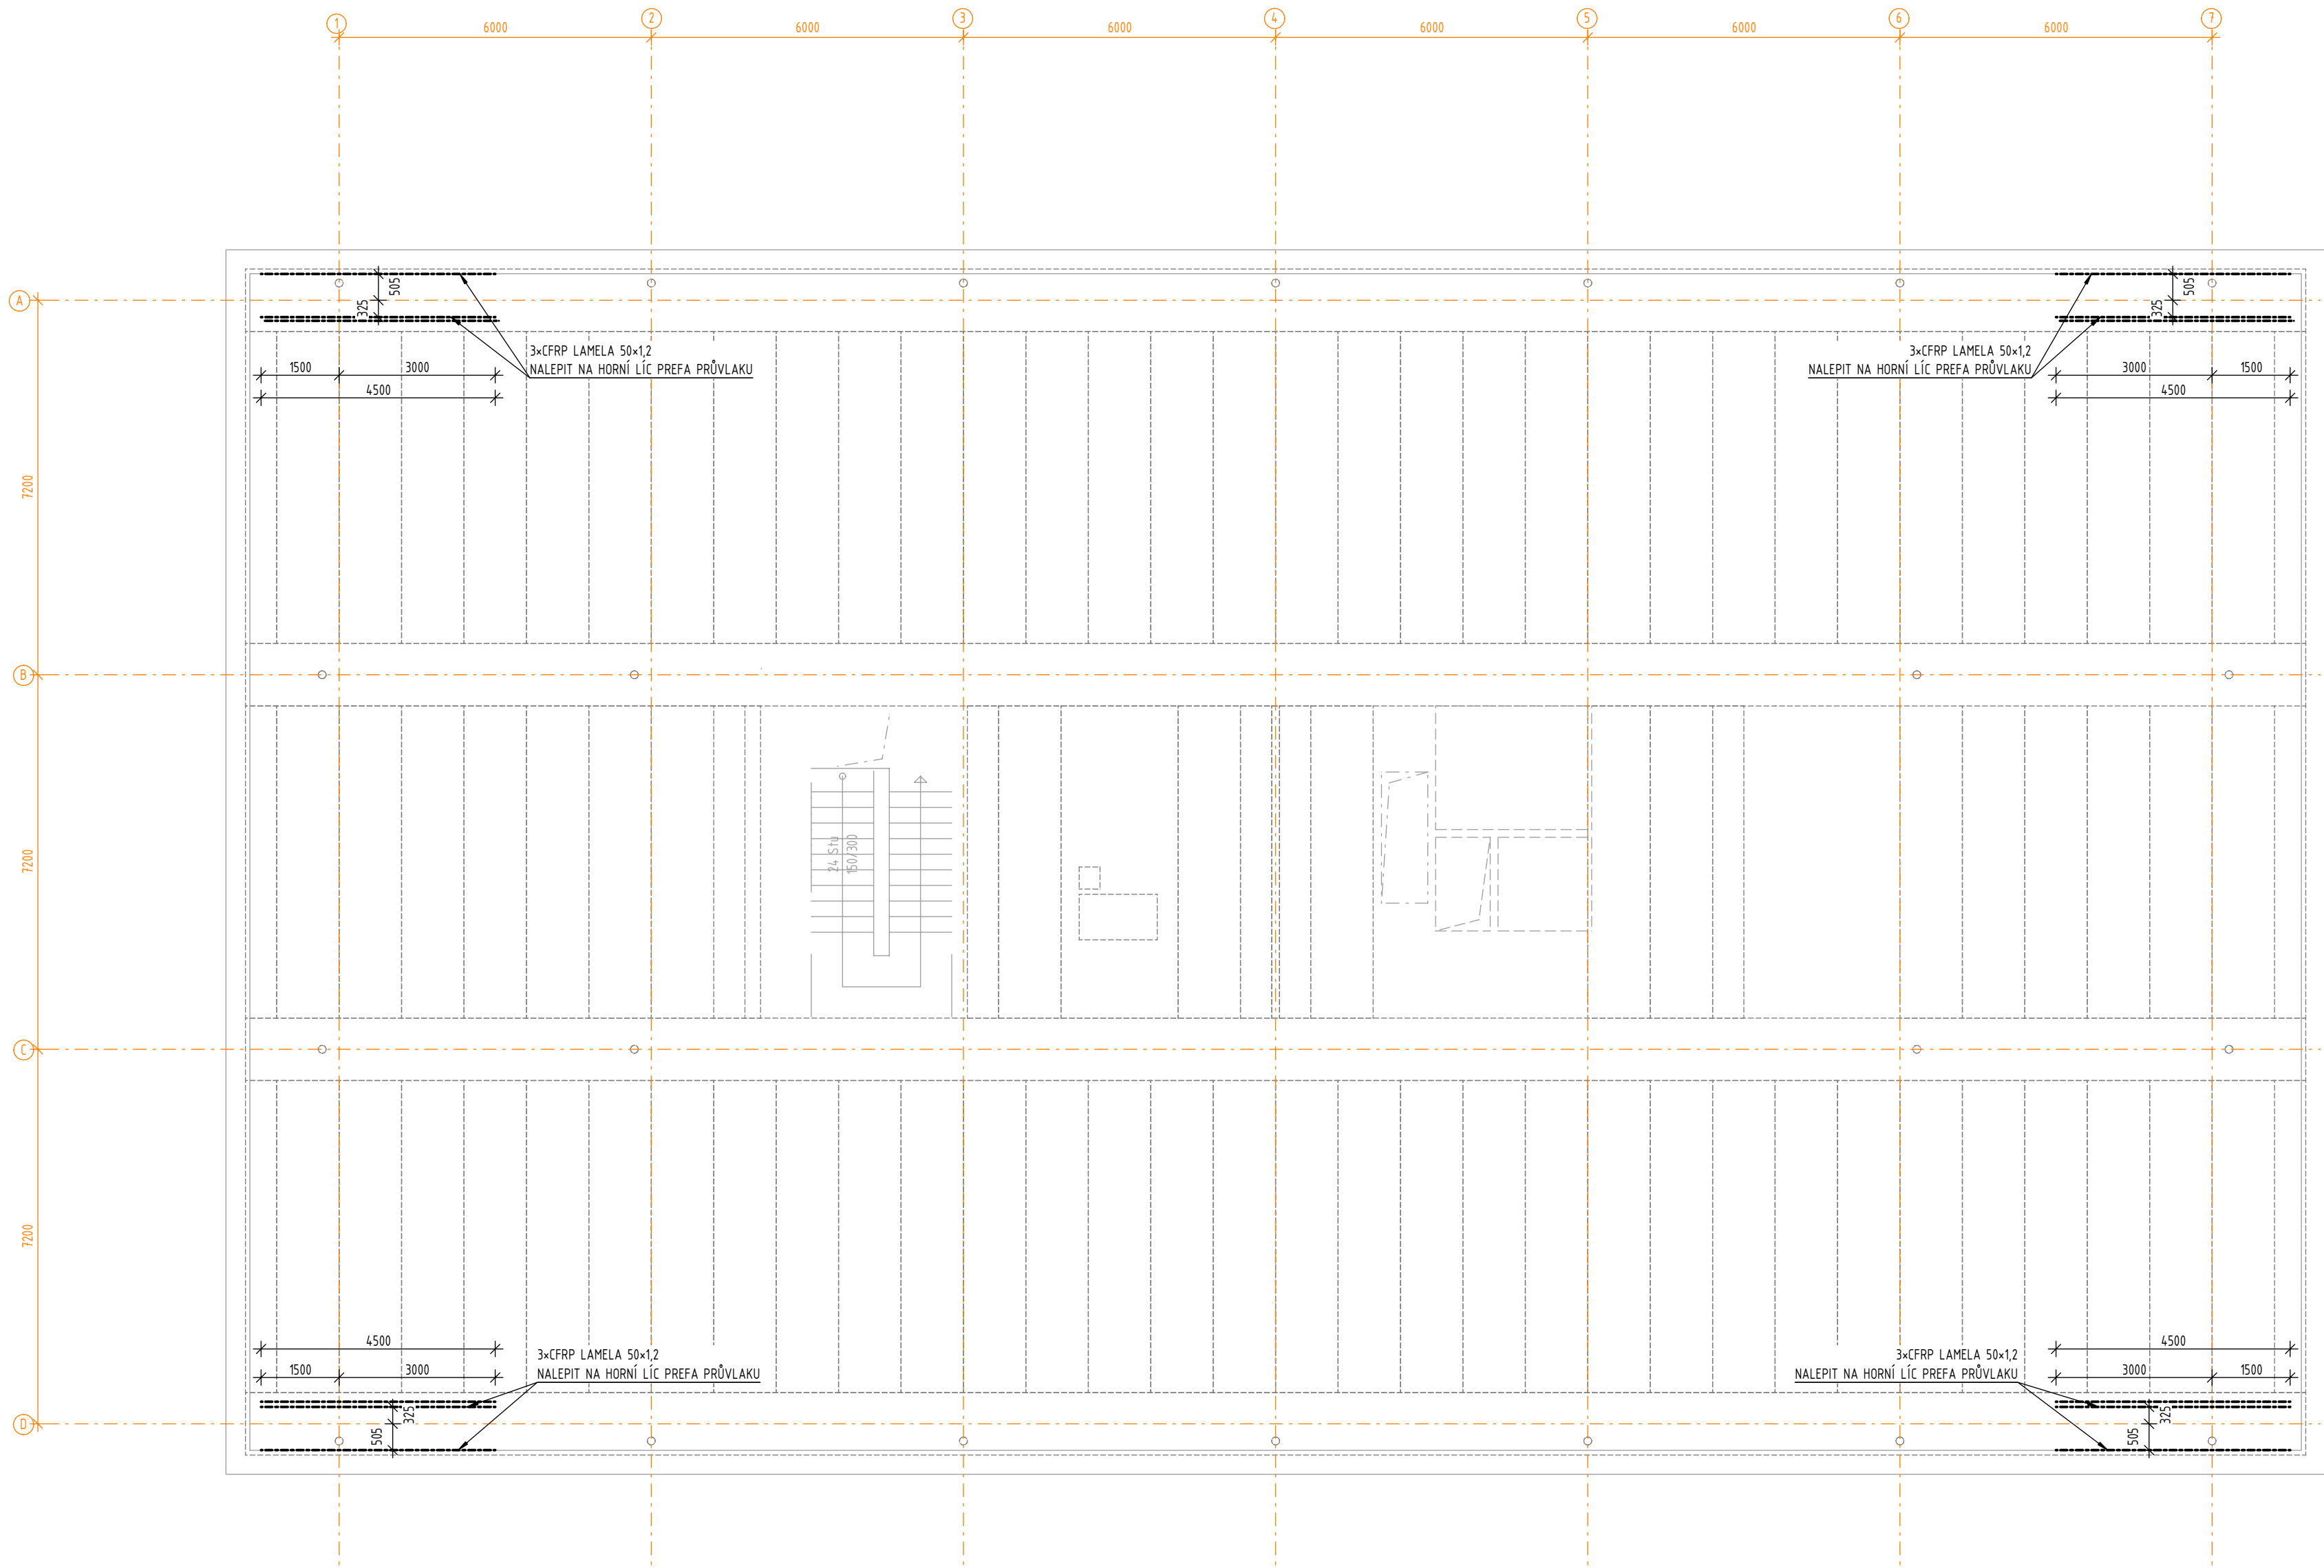 1
2
3
4
5
6
7
6000
6000
6000
6000
6000
6000
A
B
C
D
7200
7200
7200
505
325
3×CFRP LAMELA 50×1,2
NALEPIT NA HORNÍ LÍC PREFA PRŮVLAKU
1500
3000
4500
505
325
3×CFRP LAMELA 50×1,2
NALEPIT NA HORNÍ LÍC PREFA PRŮVLAKU
3000
1500
4500
24 Stu
150/300
4500
1500
3000
3×CFRP LAMELA 50×1,2
NALEPIT NA HORNÍ LÍC PREFA PRŮVLAKU
325
505
3×CFRP LAMELA 50×1,2
NALEPIT NA HORNÍ LÍC PREFA PRŮVLAKU
4500
3000
1500
325
505